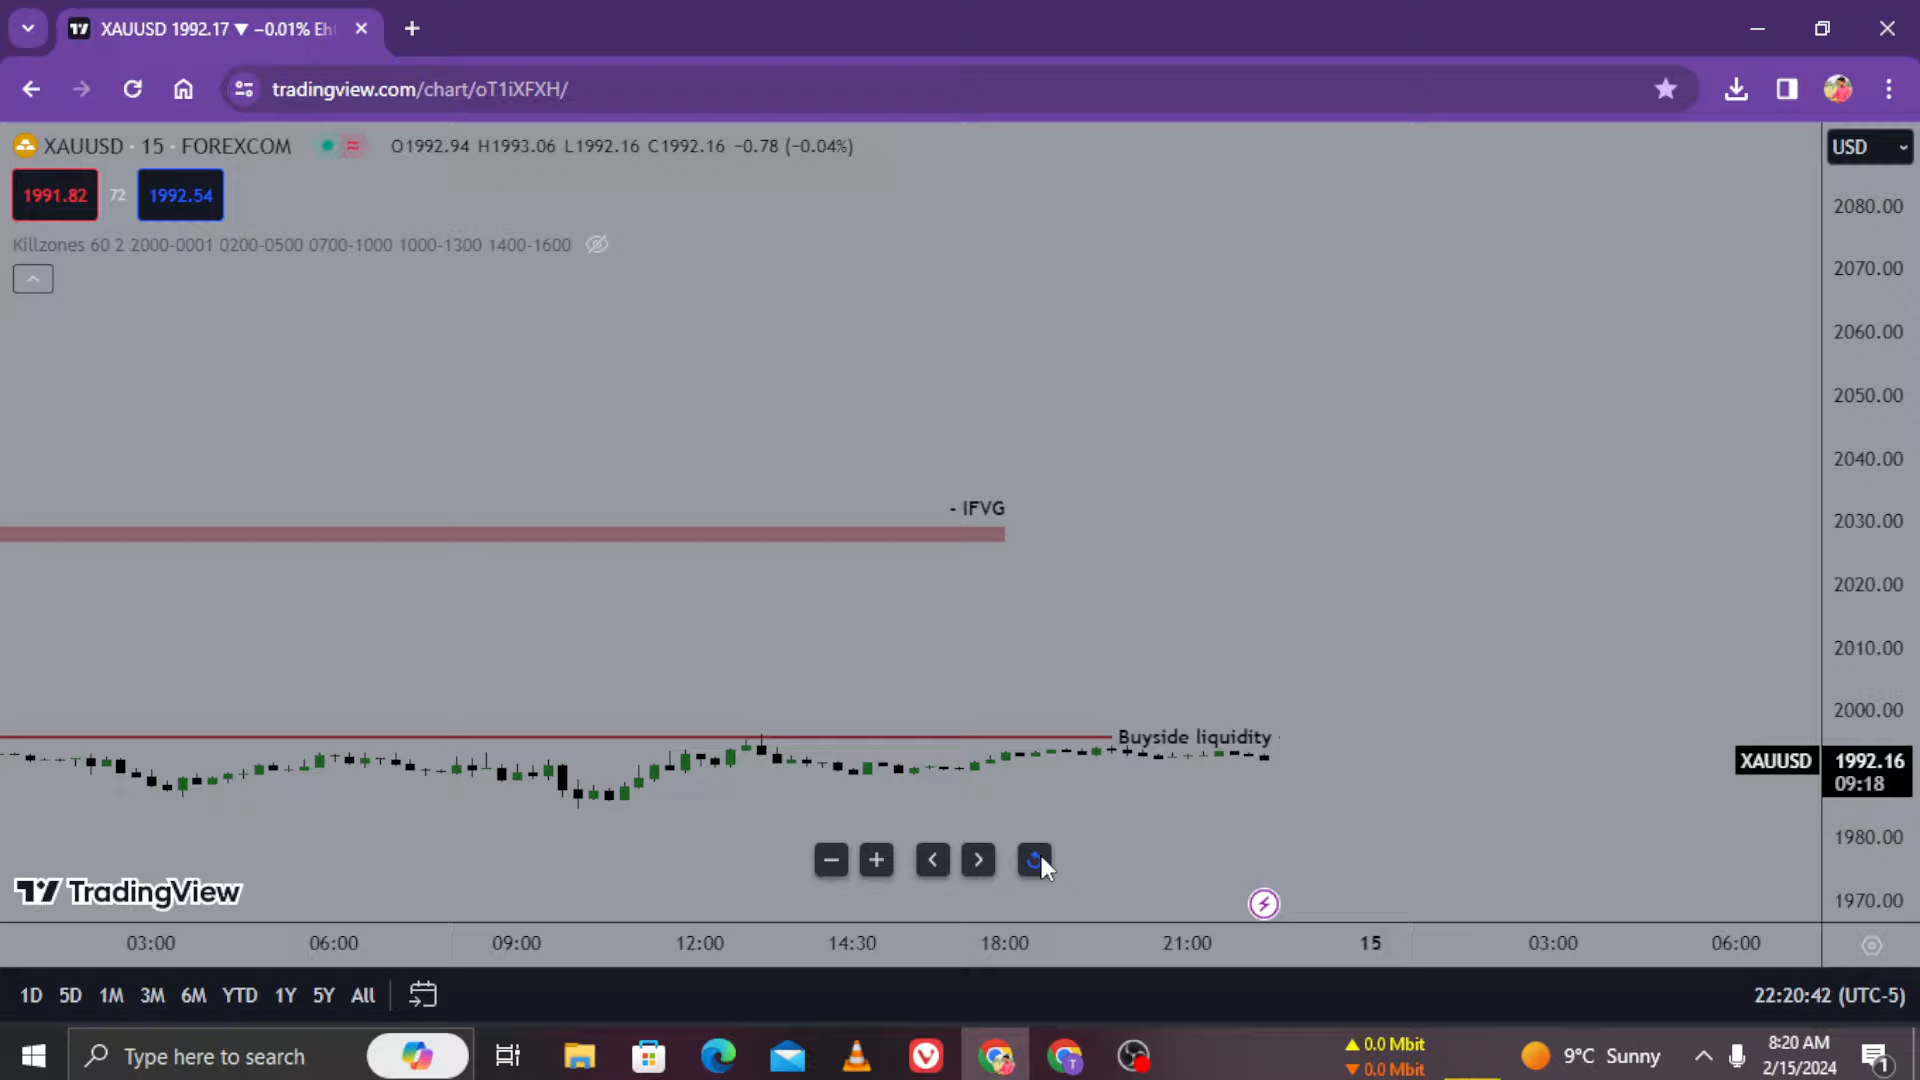 XAUUSD 1992.17 ▼ −0.01% Eh
tradingview.com/chart/oT1iXFXH/
XAUUSD · 15 · FOREXCOM
O1992.94 H1993.06 L1992.16 C1992.16 −0.78 (−0.04%)
USD
1991.82
72
1992.54
Killzones 60 2 2000-0001 0200-0500 0700-1000 1000-1300 1400-1600
2080.00
2070.00
2060.00
2050.00
2040.00
- IFVG
2030.00
2020.00
2010.00
2000.00
Buyside liquidity
XAUUSD
1992.16
09:18
1980.00
1970.00
TradingView
03:00
06:00
09:00
12:00
14:30
18:00
21:00
15
03:00
06:00
1D 5D 1M 3M 6M YTD 1Y 5Y All
22:20:42 (UTC-5)
Type here to search
▲ 0.0 Mbit
▼ 0.0 Mbit
9°C Sunny
8:20 AM
2/15/2024
1